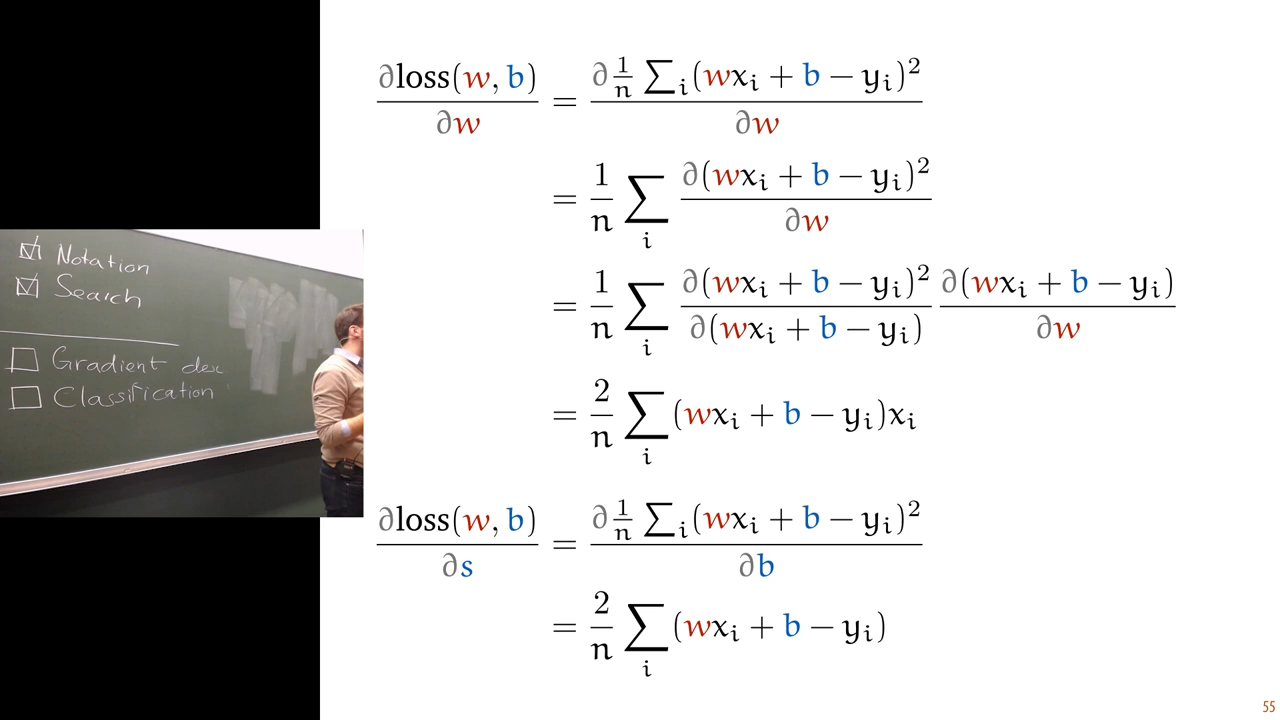 ∂loss(w, b) / ∂w = ∂ 1/n ∑ᵢ(wxᵢ + b − yᵢ)² / ∂w
= 1/n ∑ᵢ ∂(wxᵢ + b − yᵢ)² / ∂w
= 1/n ∑ᵢ ∂(wxᵢ + b − yᵢ)² / ∂(wxᵢ + b − yᵢ) ∂(wxᵢ + b − yᵢ) / ∂w
= 2/n ∑ᵢ (wxᵢ + b − yᵢ)xᵢ
∂loss(w, b) / ∂s = ∂ 1/n ∑ᵢ(wxᵢ + b − yᵢ)² / ∂b
= 2/n ∑ᵢ (wxᵢ + b − yᵢ)
☑ Notation
☑ Search
☐ Gradient desc
☐ Classification
55